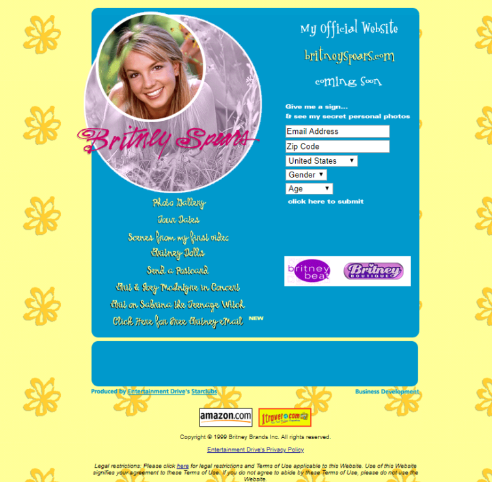 My Official Website
britneyspears.com
coming soon
Give me a sign...
& see my secret personal photos
Email Address
Zip Code
United States
Gender
Age
click here to submit
Britney Spears
Photo Gallery
Tour Dates
Scenes from my first video
Britney Dolls
Send a Postcard
Brit & Joey McIntyre in Concert
Brit on Sabrina the Teenage Witch
Click Here for Free Britney eMail NEW
britney beat
Britney BOUTIQUE
Produced By Entertainment Drive's Starclubs
Business Development
amazon.com
Copyright © 1999 Britney Brands Inc. All rights reserved.
Entertainment Drive's Privacy Policy
Legal restrictions: Please click here for legal restrictions and Terms of Use applicable to this Website. Use of this Website
signifies your agreement to these Terms of Use. If you do not agree to abide by these Terms of Use, please do not use the
Website.